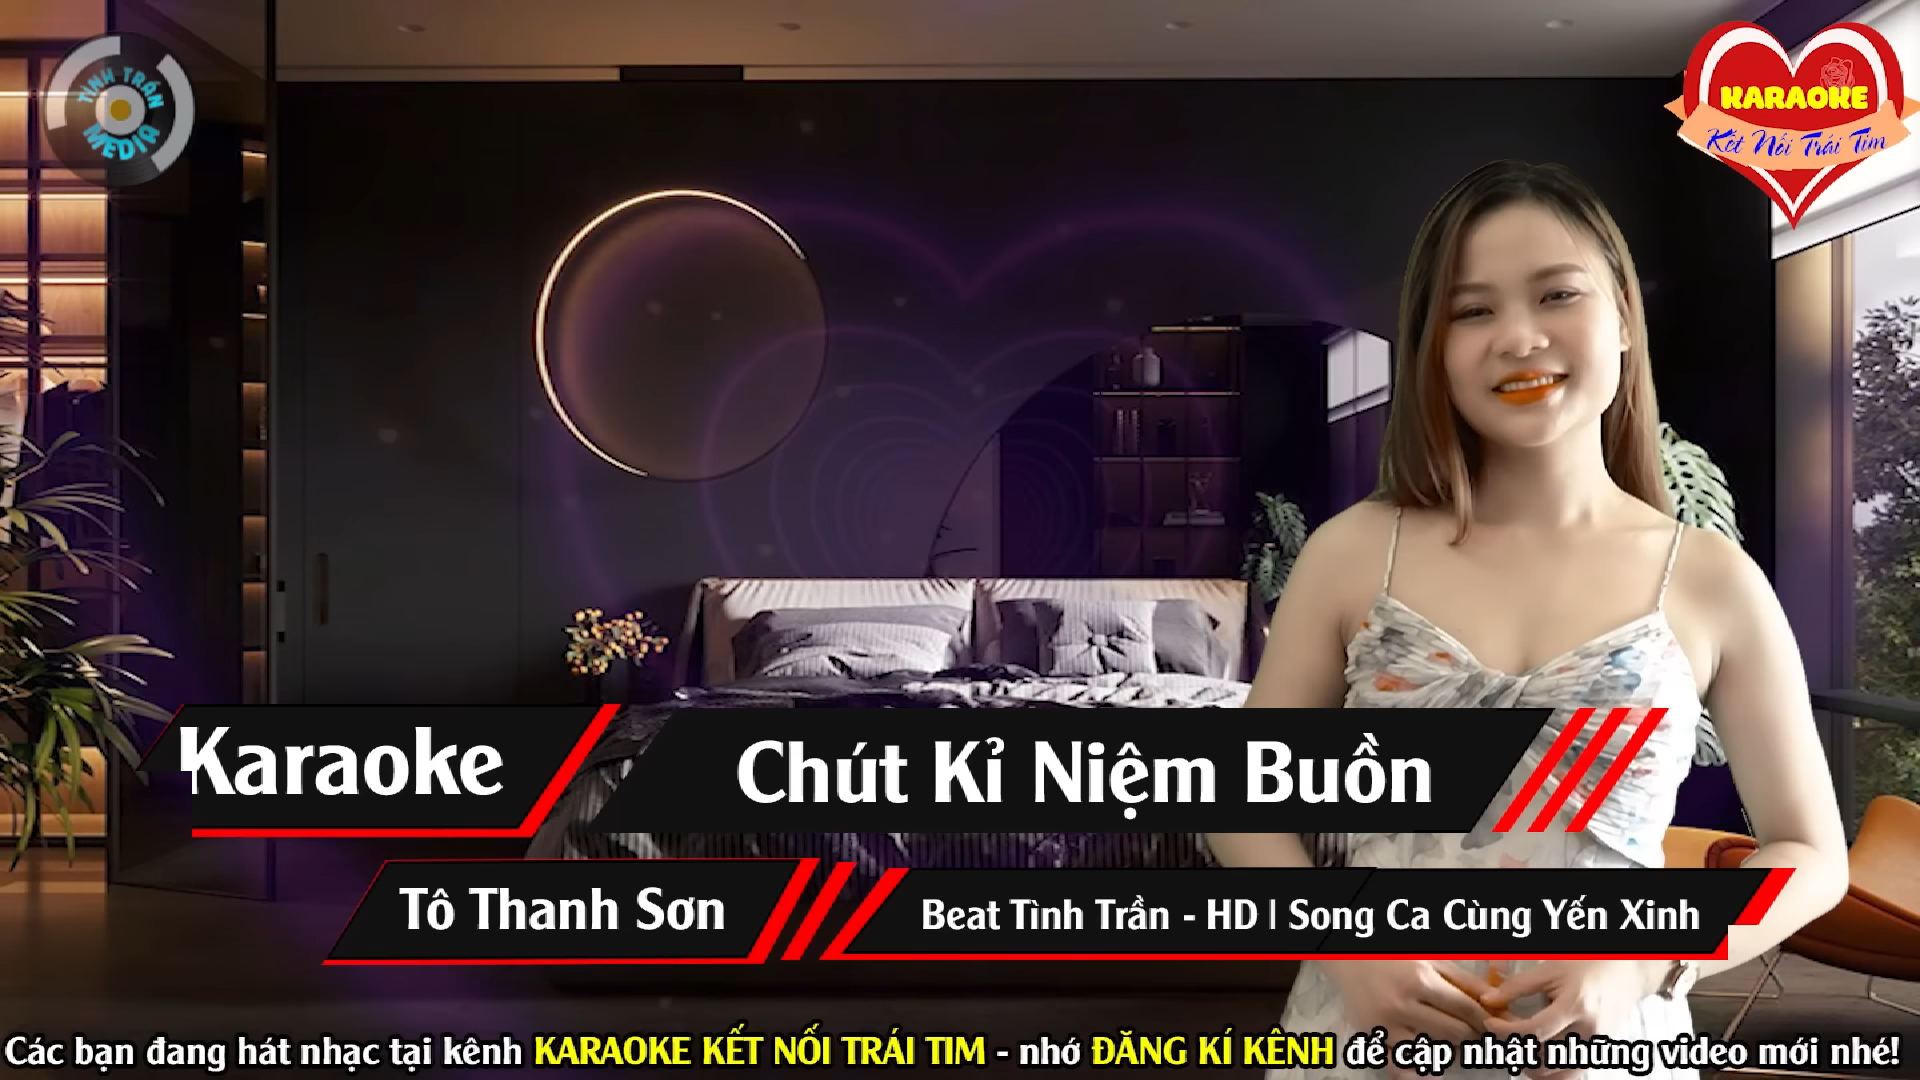 TÌNH TRẦN
MEDIA
KARAOKE
Kết Nối Trái Tim
Karaoke
Chút Kỉ Niệm Buồn
Tô Thanh Sơn
Beat Tình Trần - HD | Song Ca Cùng Yến Xinh
Các bạn đang hát nhạc tại kênh KARAOKE KẾT NỐI TRÁI TIM - nhớ ĐĂNG KÍ KÊNH để cập nhật những video mới nhé!